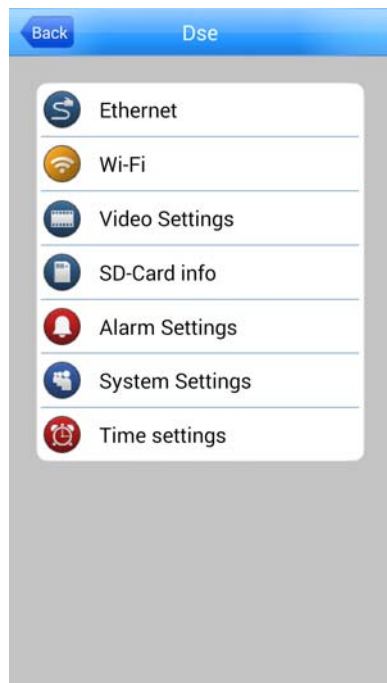 Back
Dse
Ethernet
Wi-Fi
Video Settings
SD-Card info
Alarm Settings
System Settings
Time settings